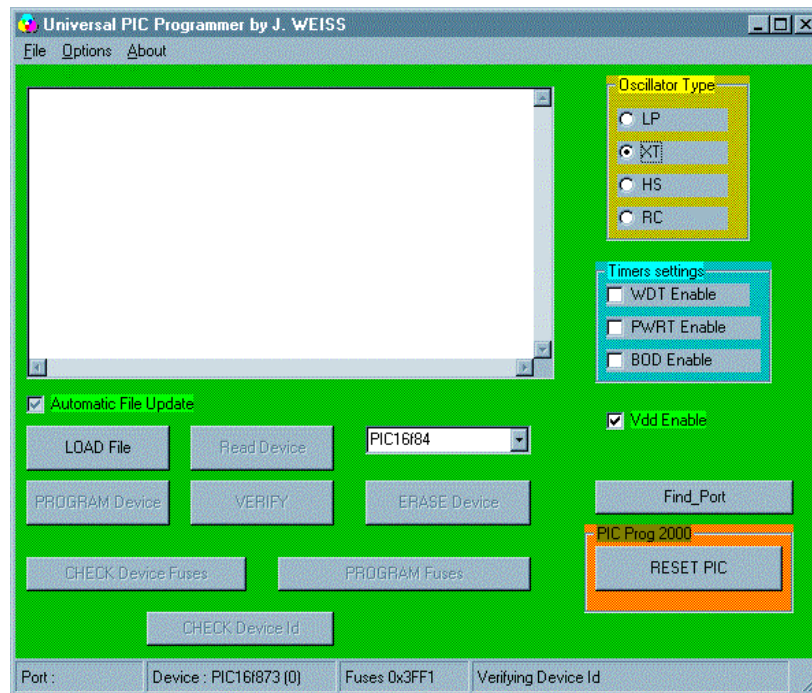 Universal PIC Programmer by J. WEISS
File Options About
Oscillator Type
LP
XT
HS
RC
Timers settings
WDT Enable
PWRT Enable
BOD Enable
Automatic File Update
Vdd Enable
LOAD File
Read Device
PIC16f84
PROGRAM Device
VERIFY
ERASE Device
Find_Port
PIC Prog 2000
RESET PIC
CHECK Device Fuses
PROGRAM Fuses
CHECK Device Id
Port :
Device : PIC16f873 (0)
Fuses 0x3FF1
Verifying Device Id